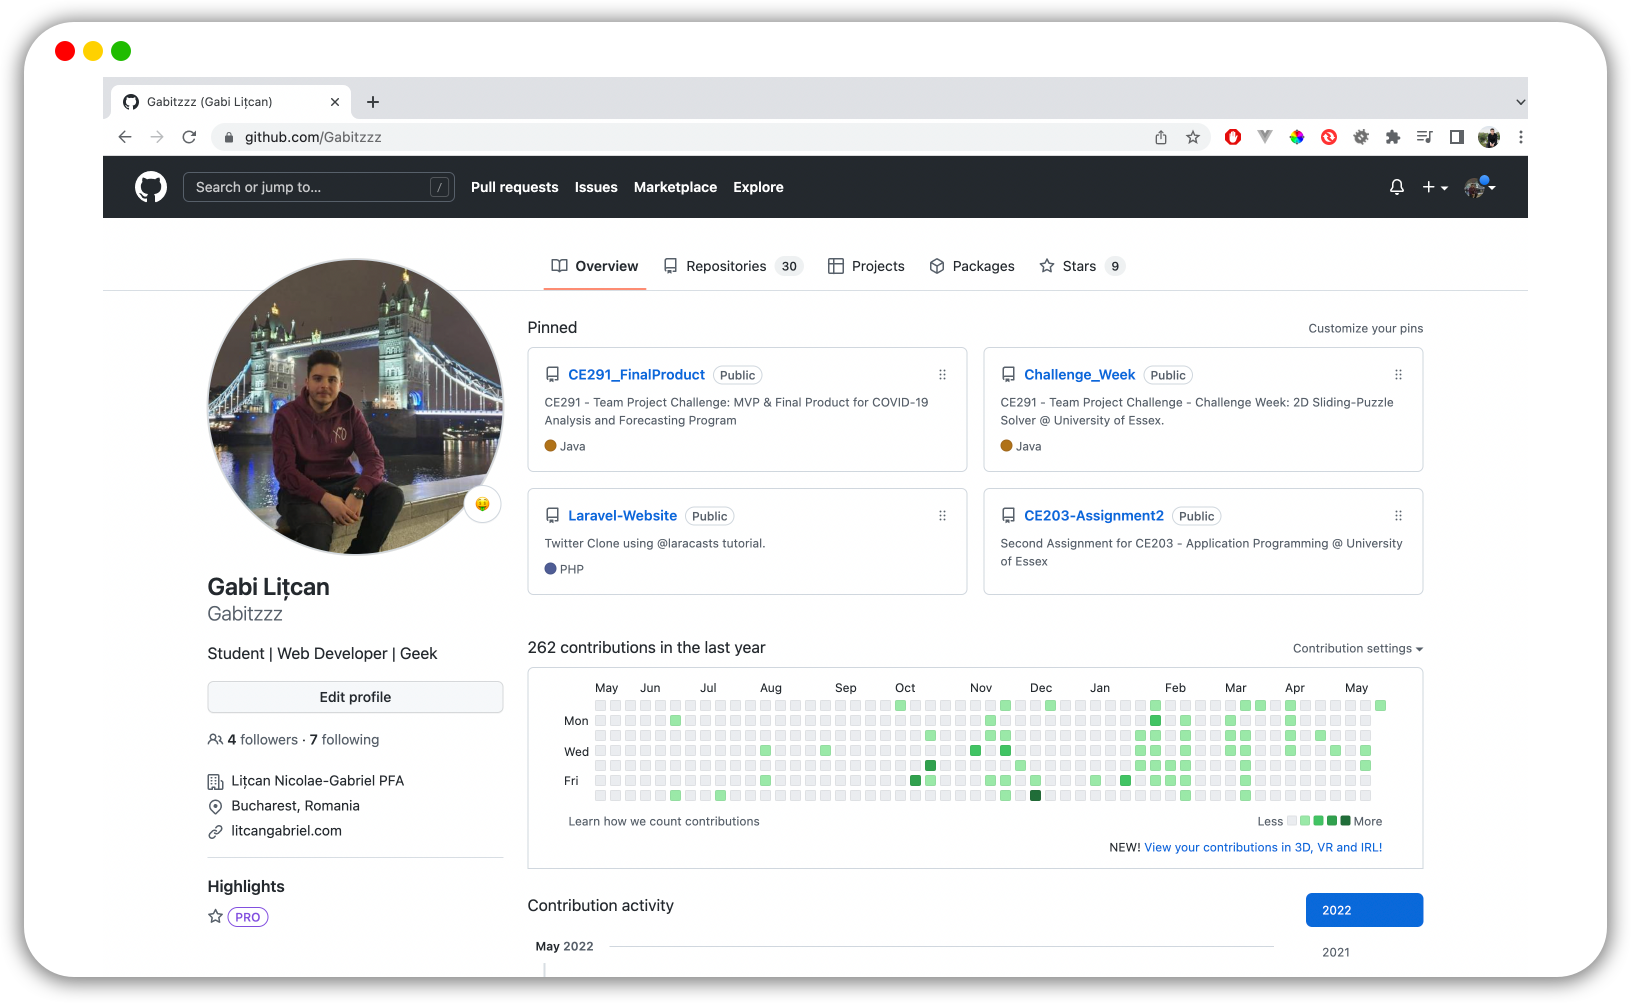 Gabitzzz (Gabi Lițcan)
github.com/Gabitzzz
Search or jump to...
/
Pull requests
Issues
Marketplace
Explore
Overview
Repositories 30
Projects
Packages
Stars 9
Gabi Lițcan
Gabitzzz
Student | Web Developer | Geek
Edit profile
4 followers · 7 following
Lițcan Nicolae-Gabriel PFA
Bucharest, Romania
litcangabriel.com
Highlights
PRO
Pinned
Customize your pins
CE291_FinalProduct Public
CE291 - Team Project Challenge: MVP & Final Product for COVID-19
Analysis and Forecasting Program
Java
Challenge_Week Public
CE291 - Team Project Challenge - Challenge Week: 2D Sliding-Puzzle
Solver @ University of Essex.
Java
Laravel-Website Public
Twitter Clone using @laracasts tutorial.
PHP
CE203-Assignment2 Public
Second Assignment for CE203 - Application Programming @ University
of Essex
262 contributions in the last year
Contribution settings
May Jun Jul Aug Sep Oct Nov Dec Jan Feb Mar Apr May
Mon
Wed
Fri
Learn how we count contributions
Less More
NEW! View your contributions in 3D, VR and IRL!
Contribution activity
2022
May 2022
2021